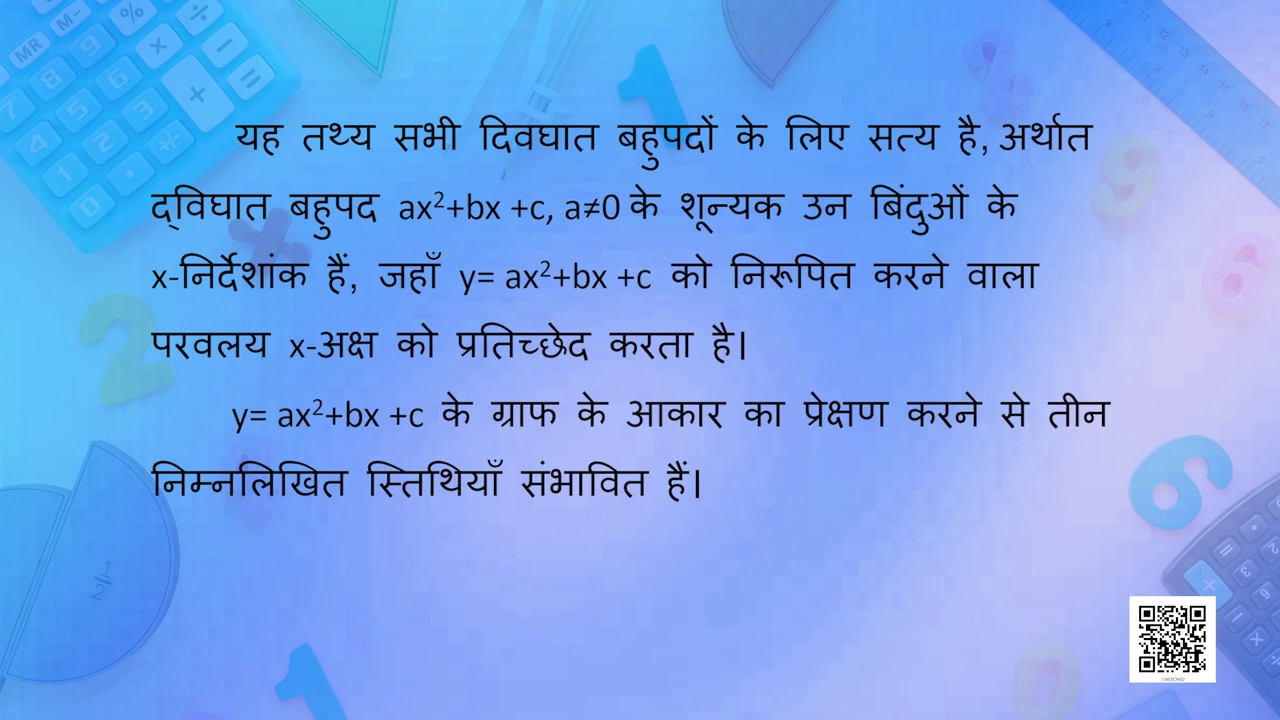 यह तथ्य सभी दिवघात बहुपदों के लिए सत्य है, अर्थात
द्विघात बहुपद ax²+bx +c, a≠0 के शून्यक उन बिंदुओं के
x-निर्देशांक हैं, जहाँ y= ax²+bx +c को निरूपित करने वाला
परवलय x-अक्ष को प्रतिच्छेद करता है।
y= ax²+bx +c के ग्राफ के आकार का प्रेक्षण करने से तीन
निम्नलिखित स्तिथियाँ संभावित हैं।
1063CH02